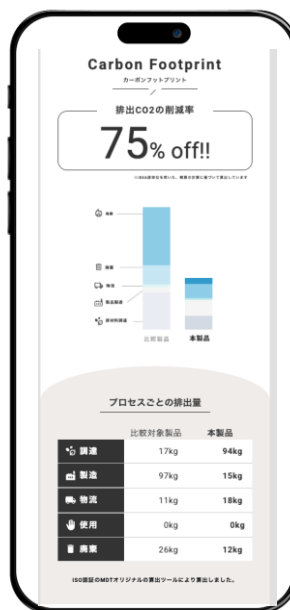 Carbon Footprint
カーボンフットプリント
排出CO2の削減率
75% off!!
廃棄
物流
製品製造
原材料調達
比較製品 本製品
プロセスごとの排出量
比較対象製品 本製品
調達 17kg 94kg
製造 97kg 15kg
物流 11kg 18kg
使用 0kg 0kg
廃棄 26kg 12kg
ISO認証のMDTオリジナルの算出ツールにより算出しました。